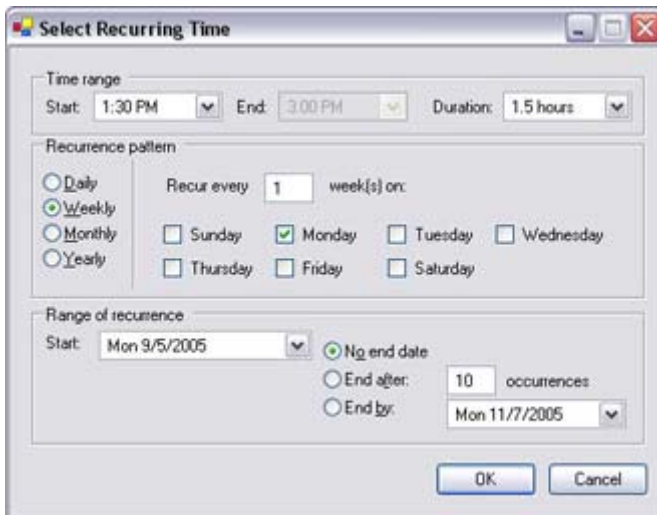 Select Recurring Time
Time range
Start: 1:30 PM End: 3:00 PM Duration: 1.5 hours
Recurrence pattern
Daily
Recur every 1 week(s) on:
Weekly
Monthly
Sunday Monday Tuesday Wednesday
Yearly
Thursday Friday Saturday
Range of recurrence
Start: Mon 9/5/2005
No end date
End after: 10 occurrences
End by: Mon 11/7/2005
OK Cancel